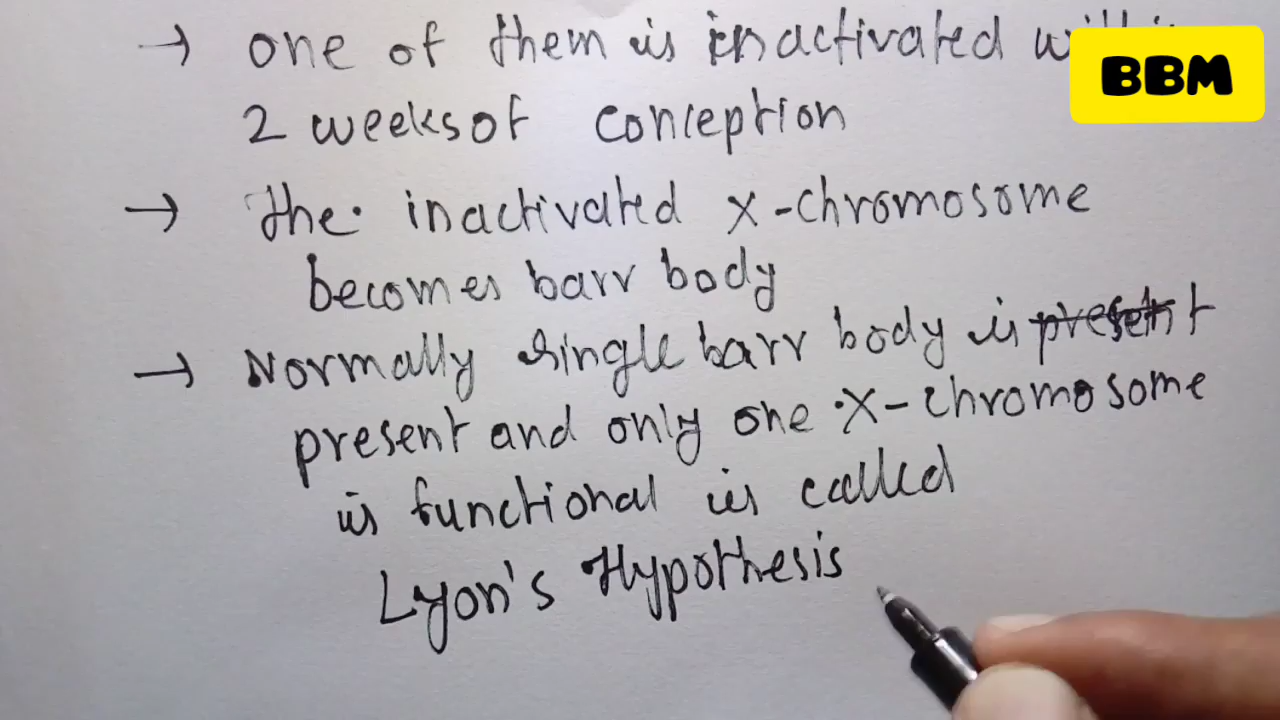 → one of them is inactivated
BBM
2 weeks of conception
→ The inactivated X-chromosome
becomes barr body
→ Normally single barr body is present
present and only one X-chromosome
is functional is called
Lyon's Hypothesis